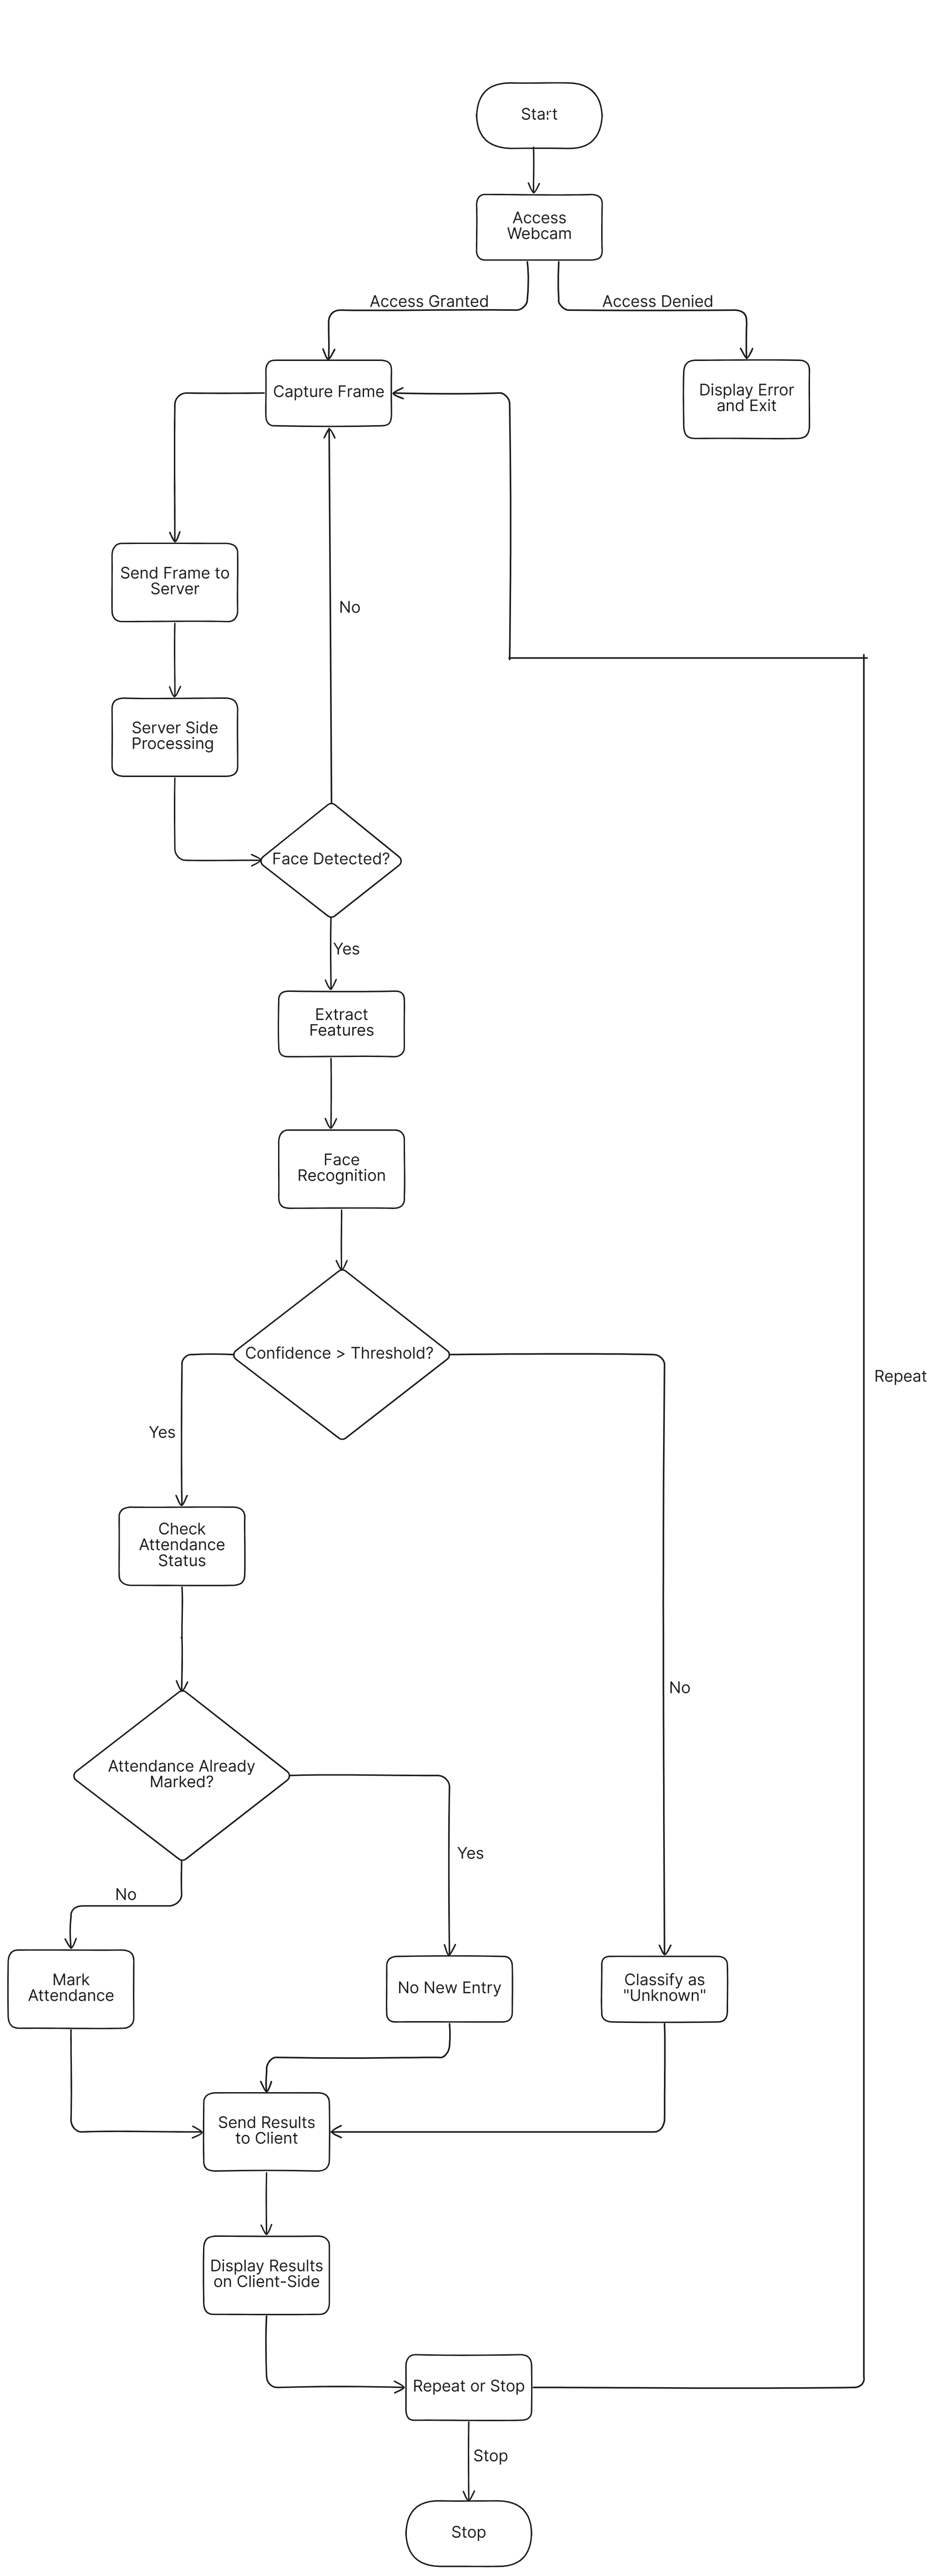 Start
Access
Webcam
Access Granted
Access Denied
Capture Frame
Display Error
and Exit
Send Frame to
Server
No
Server Side
Processing
Face Detected?
Yes
Extract
Features
Face
Recognition
Confidence > Threshold?
Repeat
Yes
Check
Attendance
Status
No
Attendance Already
Marked?
Yes
No
Mark
Attendance
No New Entry
Classify as
"Unknown"
Send Results
to Client
Display Results
on Client-Side
Repeat or Stop
Stop
Stop